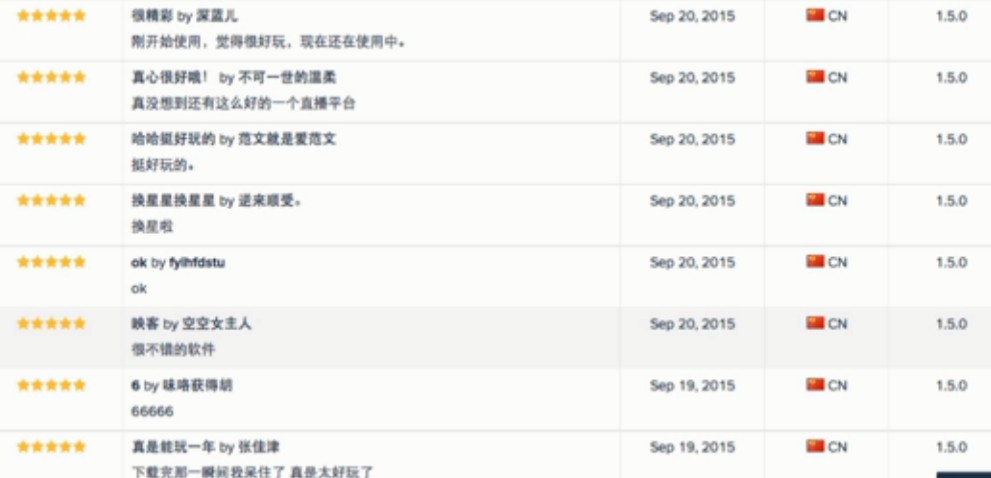 很精彩 by 深蓝儿 Sep 20, 2015 CN 1.5.0
刚开始使用，觉得很好玩，现在还在使用中。
真心很好哦！ by 不可一世的温柔 Sep 20, 2015 CN 1.5.0
真没想到还有这么好的一个直播平台
哈哈挺好玩的 by 范文就是爱范文 Sep 20, 2015 CN 1.5.0
挺好玩的。
换星星换星星 by 逆来顺受。 Sep 20, 2015 CN 1.5.0
换星啦
ok by fylhfdstu Sep 20, 2015 CN 1.5.0
ok
映客 by 空空女主人 Sep 20, 2015 CN 1.5.0
很不错的软件
6 by 味咯获得胡 Sep 19, 2015 CN 1.5.0
66666
真是能玩一年 by 张佳津 Sep 19, 2015 CN 1.5.0
下载完那一瞬间我呆住了 真是太好玩了